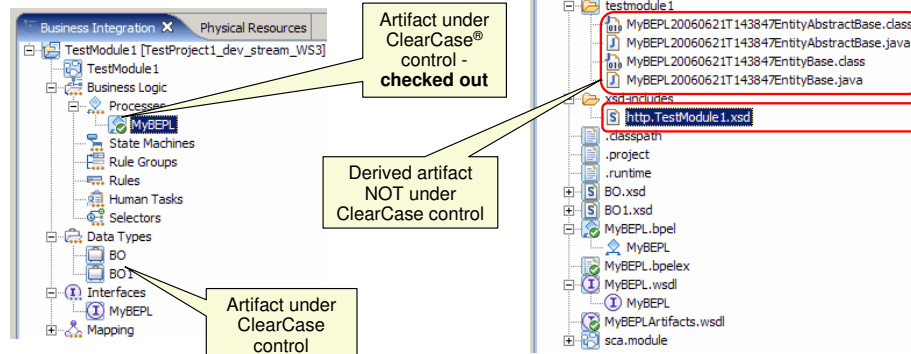 Business Integration
Physical Resources
TestModule1 [TestProject1_dev_stream_WS3]
TestModule1
Business Logic
Processes
MyBEPL
State Machines
Rule Groups
Rules
Human Tasks
Selectors
Data Types
BO
BO1
Interfaces
MyBEPL
Mapping
Artifact under
ClearCase®
control -
checked out
Derived artifact
NOT under
ClearCase control
Artifact under
ClearCase
control
testmodule1
MyBEPL20060621T143847EntityAbstractBase.class
MyBEPL20060621T143847EntityAbstractBase.java
MyBEPL20060621T143847EntityBase.class
MyBEPL20060621T143847EntityBase.java
xsd-includes
http.TestModule1.xsd
.classpath
.project
.runtime
BO.xsd
BO1.xsd
MyBEPL.bpel
MyBEPL
MyBEPL.bpelex
MyBEPL.wsdl
MyBEPL
MyBEPLArtifacts.wsdl
sca.module